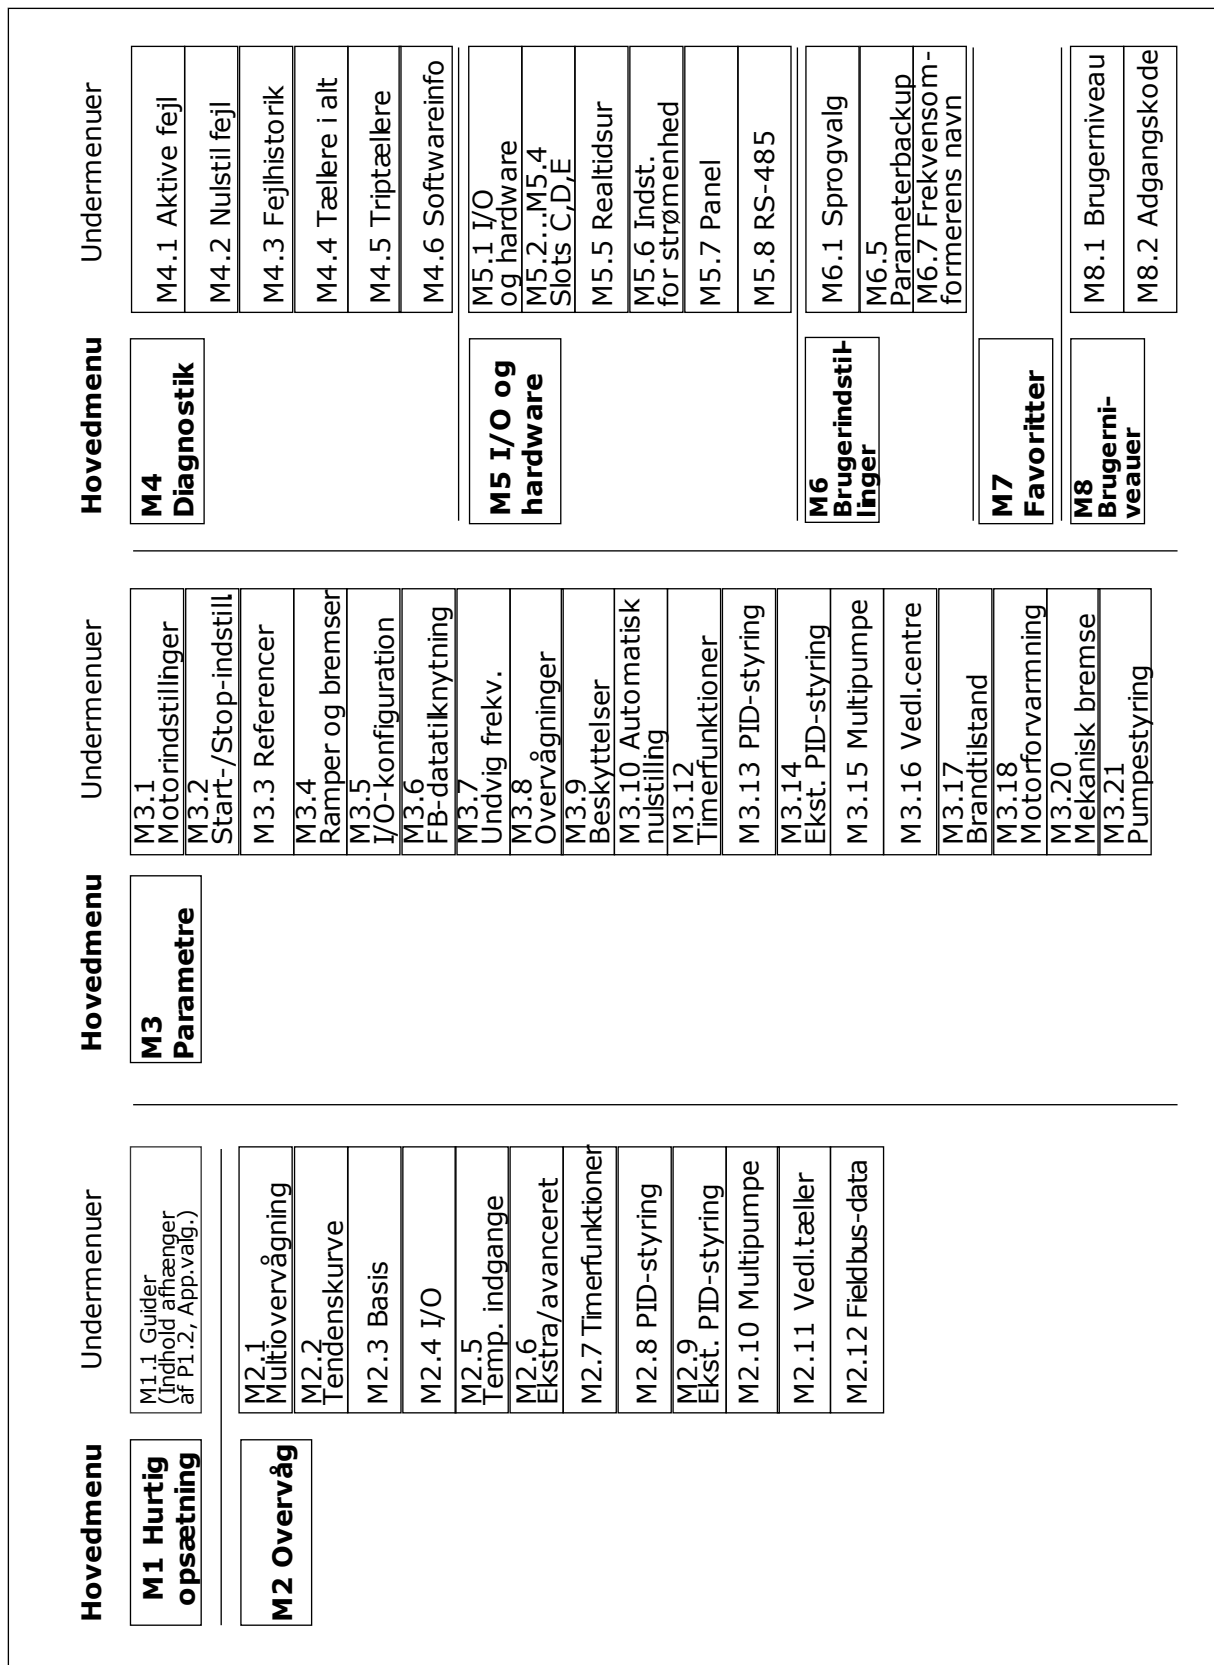 Hovedmenu
Undermenuer
M1 Hurtig
opsætning
M1.1 Guider
(Indhold afhænger
af P1.2, App.valg.)
M2 Overvåg
M2.1
Multiovervågning
M2.2
Tendenskurve
M2.3 Basis
M2.4 I/O
M2.5
Temp. indgange
M2.6
Ekstra/avanceret
M2.7 Timerfunktioner
M2.8 PID-styring
M2.9
Ekst. PID-styring
M2.10 Multipumpe
M2.11 Vedl.tæller
M2.12 Fieldbus-data
Hovedmenu
Undermenuer
M3
Parametre
M3.1
Motorindstillinger
M3.2
Start-/Stop-indstill.
M3.3 Referencer
M3.4
Ramper og bremser
M3.5
I/O-konfiguration
M3.6
FB-datatilknytning
M3.7
Undvig frekv.
M3.8
Overvågninger
M3.9
Beskyttelser
M3.10 Automatisk
nulstilling
M3.12
Timerfunktioner
M3.13 PID-styring
M3.14
Ekst. PID-styring
M3.15 Multipumpe
M3.16 Vedl.centre
M3.17
Brandtilstand
M3.18
Motorforvarmning
M3.20
Mekanisk bremse
M3.21
Pumpestyring
Hovedmenu
Undermenuer
M4
Diagnostik
M4.1 Aktive fejl
M4.2 Nulstil fejl
M4.3 Fejlhistorik
M4.4 Tællere i alt
M4.5 Triptællere
M4.6 Softwareinfo
M5 I/O og
hardware
M5.1 I/O
og hardware
M5.2...M5.4
Slots C,D,E
M5.5 Realtidsur
M5.6 Indst.
for strømenhed
M5.7 Panel
M5.8 RS-485
M6
Brugerindstil-
linger
M6.1 Sprogvalg
M6.5
Parameterbackup
M6.7 Frekvensom-
formerens navn
M7
Favoritter
M8
Brugerni-
veauer
M8.1 Brugerniveau
M8.2 Adgangskode